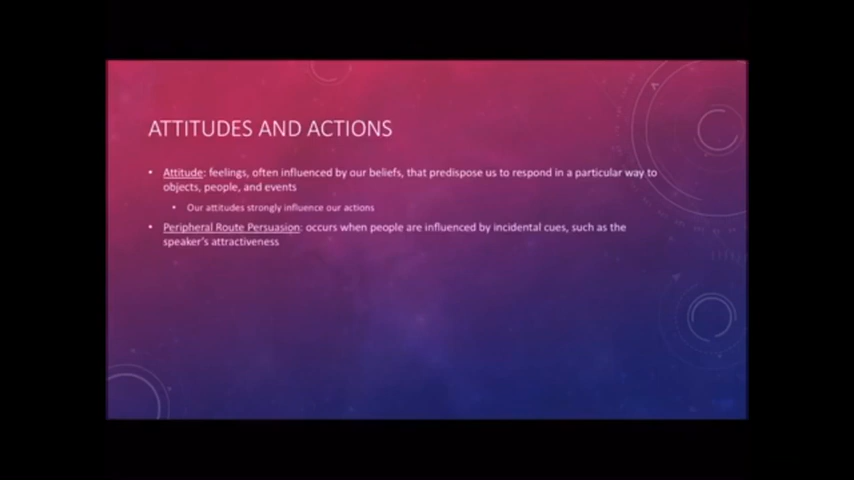 ATTITUDES AND ACTIONS
• Attitude: feelings, often influenced by our beliefs, that predispose us to respond in a particular way to
objects, people, and events
• Our attitudes strongly influence our actions
• Peripheral Route Persuasion: occurs when people are influenced by incidental cues, such as the
speaker's attractiveness